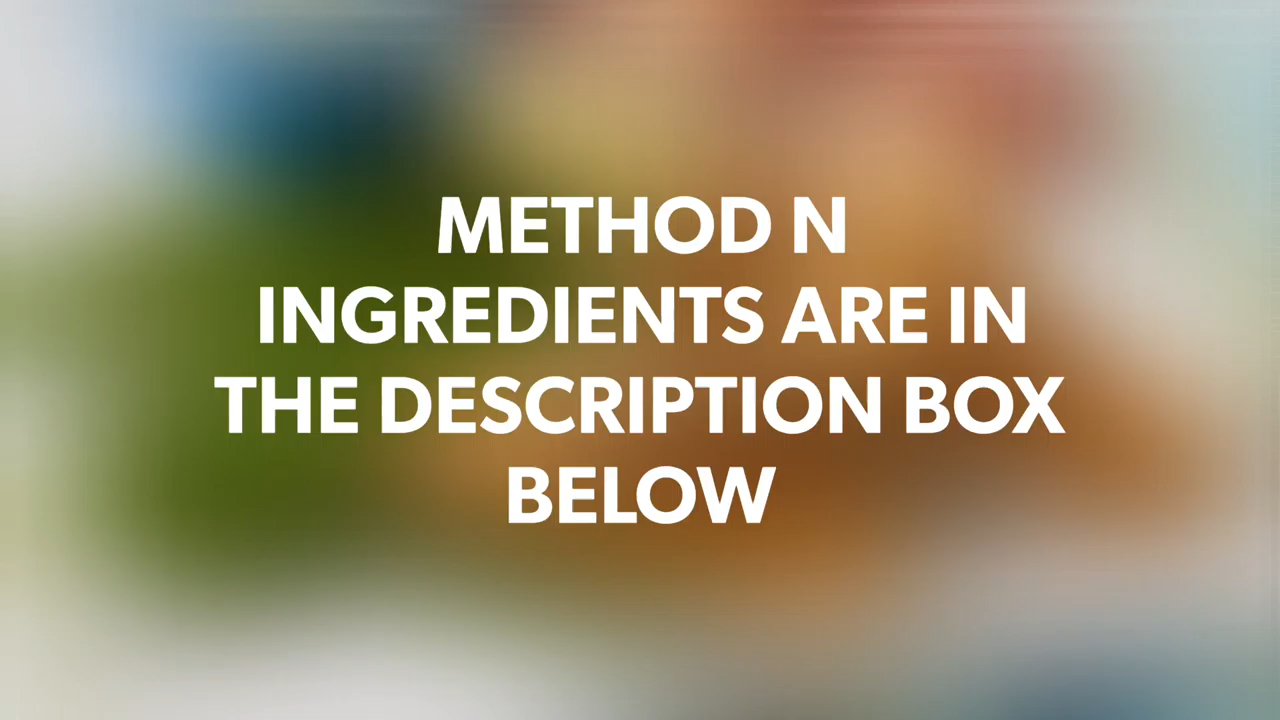 METHOD N
INGREDIENTS ARE IN
THE DESCRIPTION BOX
BELOW